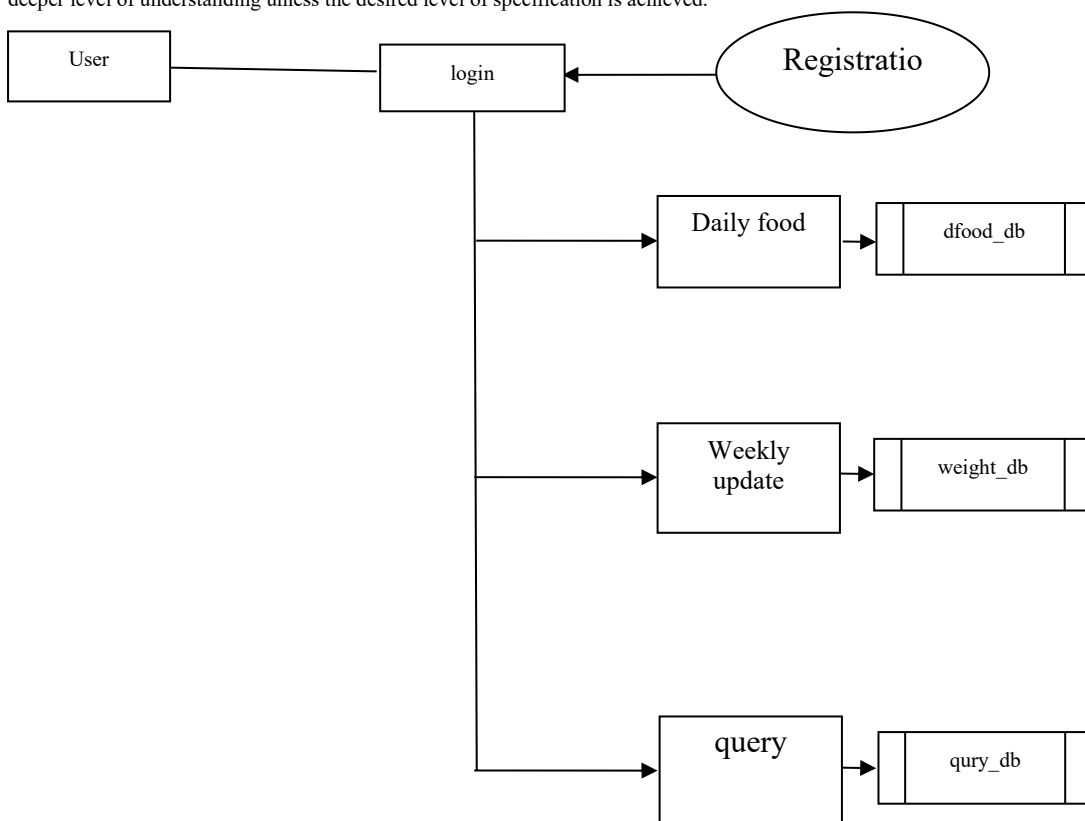 deeper level of understanding unless the desired level of specification is achieved.
User
login
Registratio
Daily food
dfood_db
Weekly
update
weight_db
query
qury_db